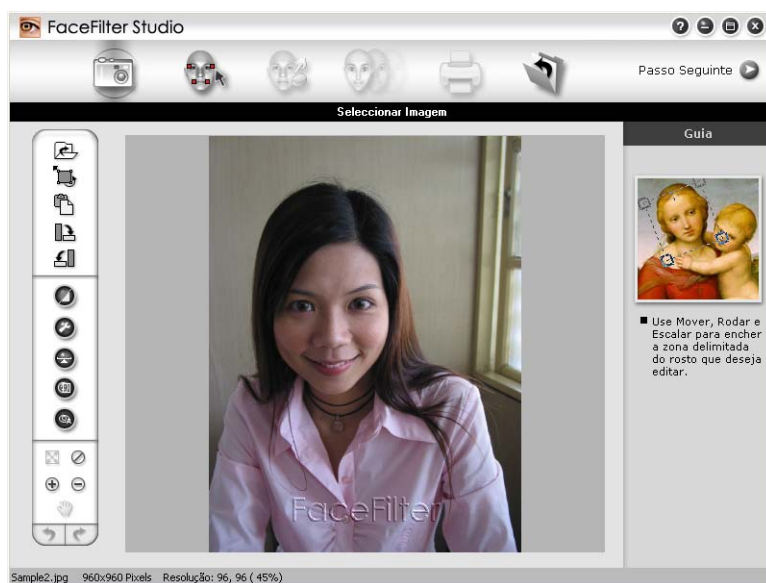 FaceFilter Studio
Passo Seguinte
Seleccionar Imagem
Guia
Use Mover, Rodar e
Escalar para encher
a zona delimitada
do rosto que deseja
editar.
FaceFilter
Sample2.jpg 960x960 Pixels Resolução: 96, 96 ( 45%)